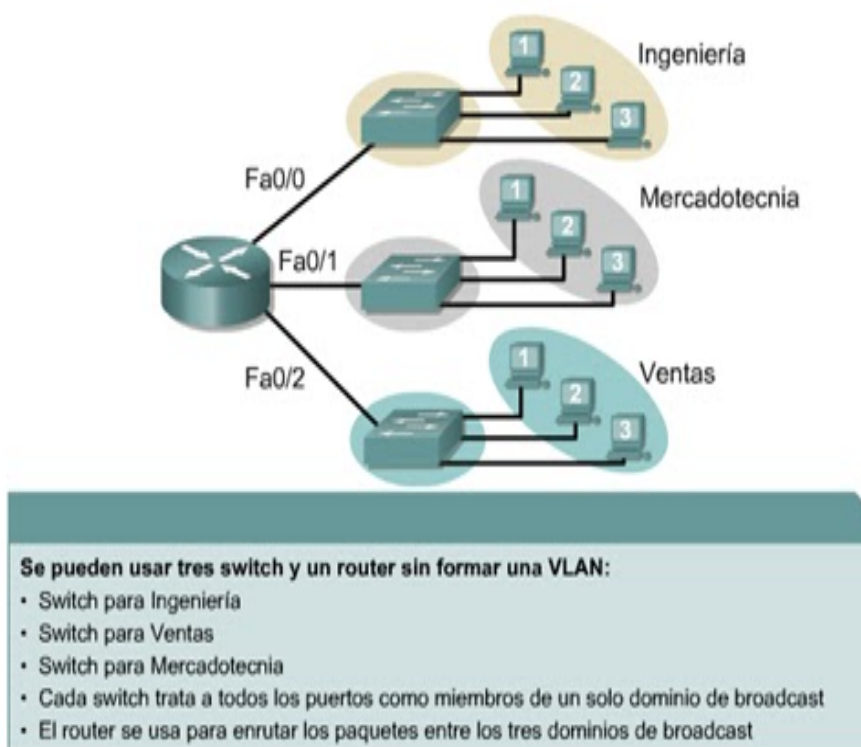 1
Ingeniería
2
3
Fa0/0
1
Mercadotecnia
2
Fa0/1
3
1
Ventas
Fa0/2
2
3
Se pueden usar tres switch y un router sin formar una VLAN:
• Switch para Ingeniería
• Switch para Ventas
• Switch para Mercadotecnia
• Cada switch trata a todos los puertos como miembros de un solo dominio de broadcast
• El router se usa para enrutar los paquetes entre los tres dominios de broadcast